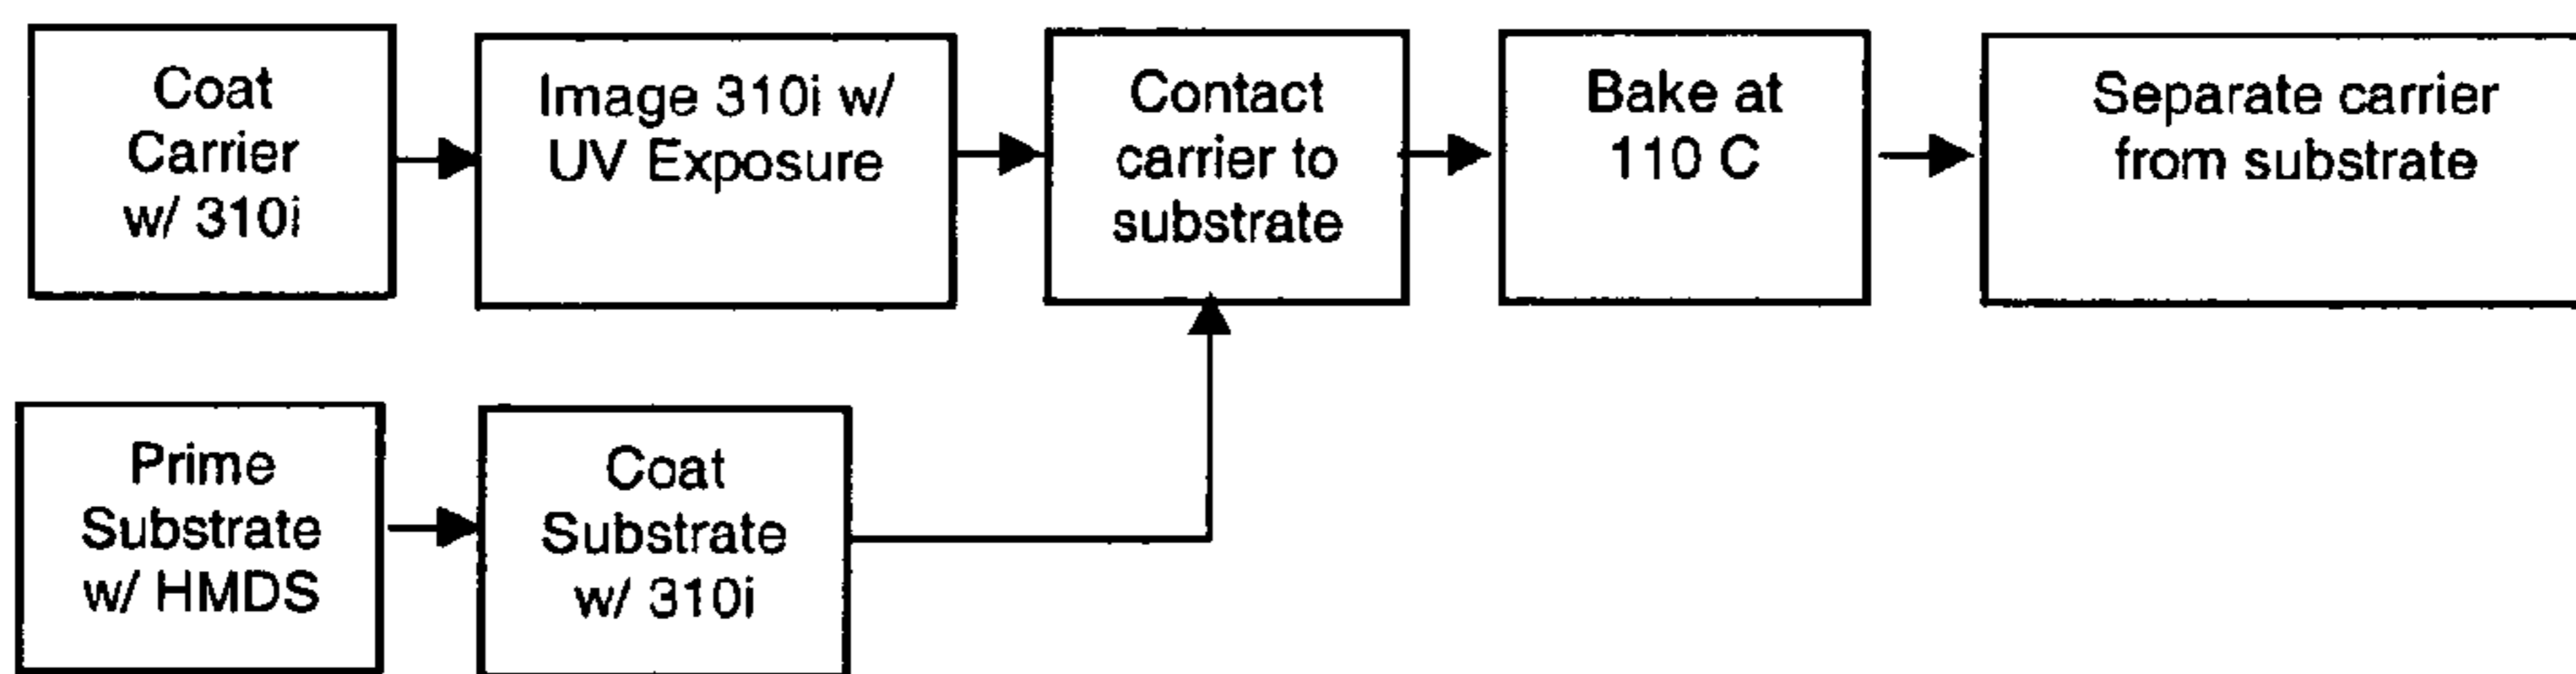 Coat
Carrier
w/ 310i
Image 310i w/
UV Exposure
Contact
carrier to
substrate
Bake at
110 C
Separate carrier
from substrate
Prime
Substrate
w/ HMDS
Coat
Substrate
w/ 310i